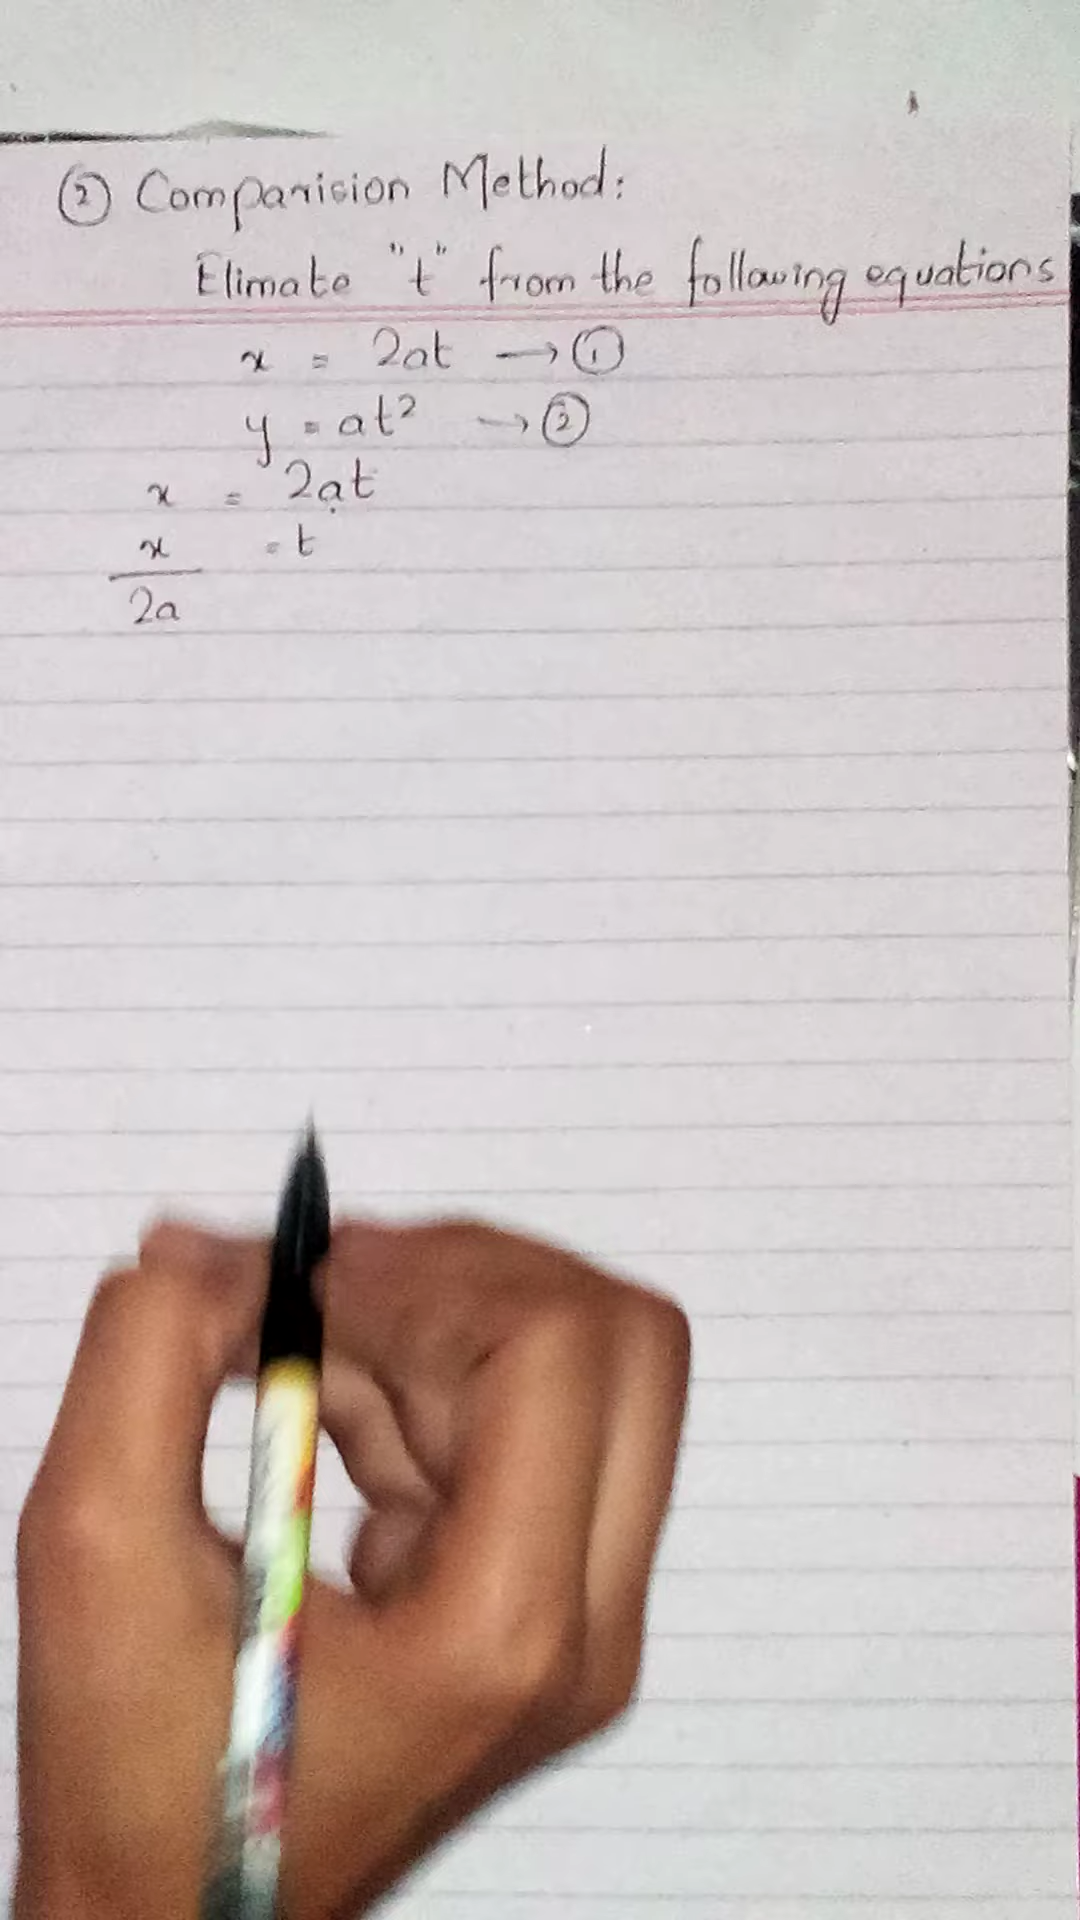 ② Comparision Method:
Elimate "t" from the following equations
x = 2at → ①
y = at² → ②
x = 2at
x = t
2a